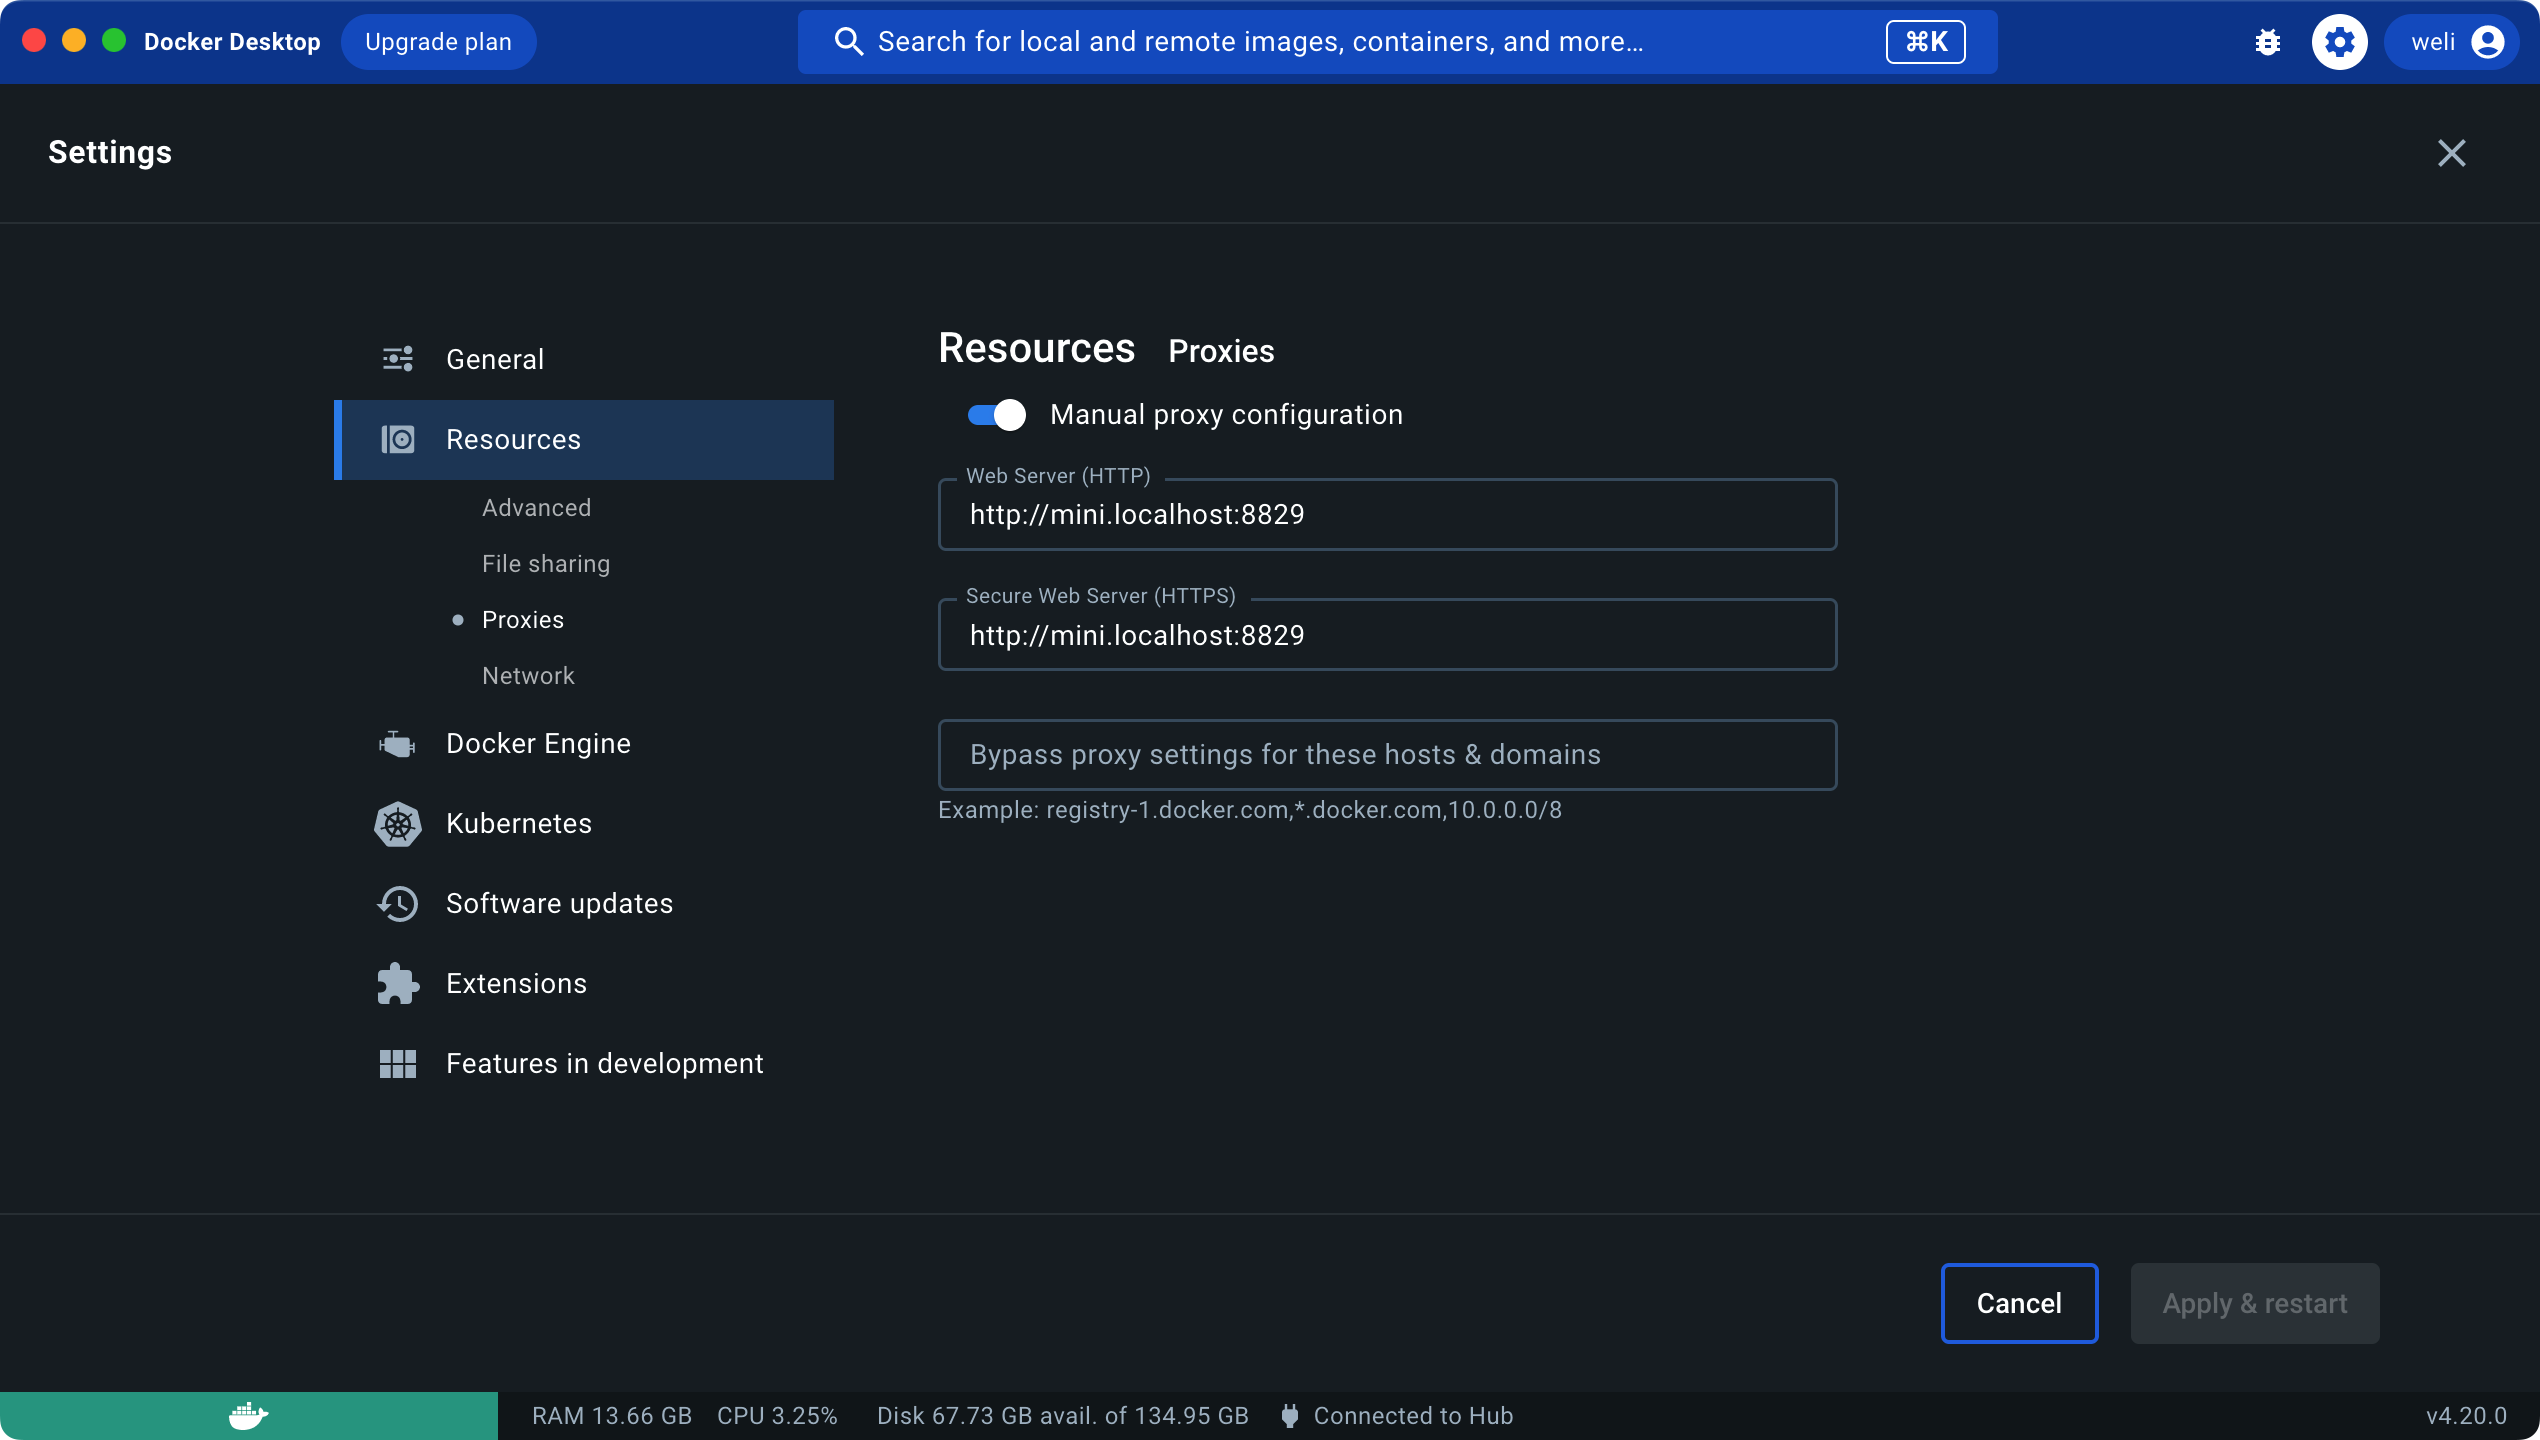 Docker Desktop
Upgrade plan
Search for local and remote images, containers, and more...
⌘K
weli
Settings
General
Resources
Advanced
File sharing
Proxies
Network
Docker Engine
Kubernetes
Software updates
Extensions
Features in development
Resources Proxies
Manual proxy configuration
Web Server (HTTP)
http://mini.localhost:8829
Secure Web Server (HTTPS)
http://mini.localhost:8829
Bypass proxy settings for these hosts & domains
Example: registry-1.docker.com,*.docker.com,10.0.0.0/8
Cancel
Apply & restart
RAM 13.66 GB CPU 3.25% Disk 67.73 GB avail. of 134.95 GB Connected to Hub
v4.20.0